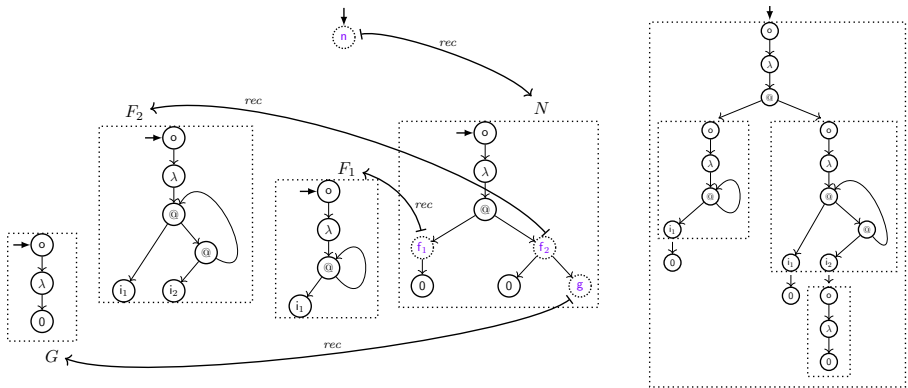 n
rec
N
rec
F₂
F₁
rec
o
λ
@
@
i₁
i₂
o
λ
@
i₁
o
λ
@
f₁
f₂
0
0
g
o
λ
0
G
rec
o
λ
@
o
λ
@
i₁
0
o
λ
@
@
i₁
i₂
0
o
λ
0